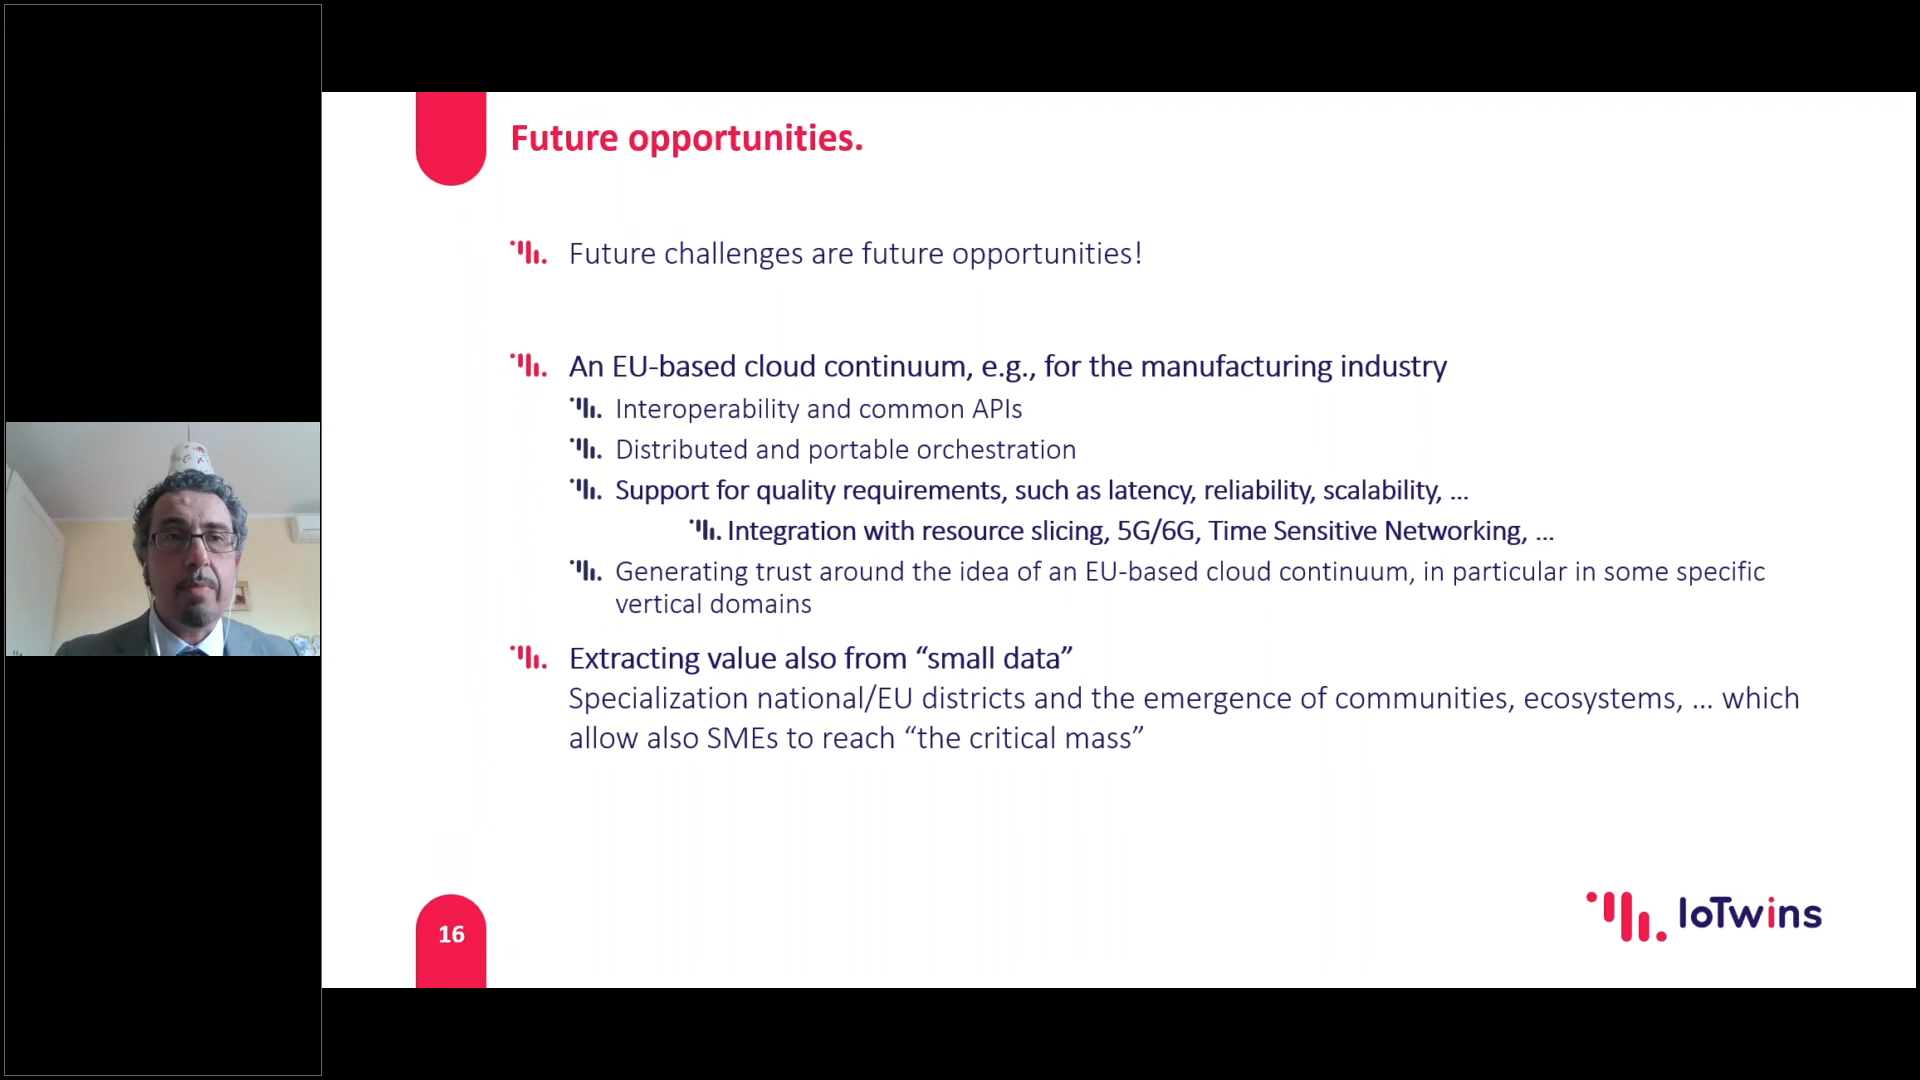 Future opportunities.
Future challenges are future opportunities!
An EU-based cloud continuum, e.g., for the manufacturing industry
Interoperability and common APIs
Distributed and portable orchestration
Support for quality requirements, such as latency, reliability, scalability, ...
Integration with resource slicing, 5G/6G, Time Sensitive Networking, ...
Generating trust around the idea of an EU-based cloud continuum, in particular in some specific
vertical domains
Extracting value also from “small data”
Specialization national/EU districts and the emergence of communities, ecosystems, ... which
allow also SMEs to reach “the critical mass”
16
IoTwins